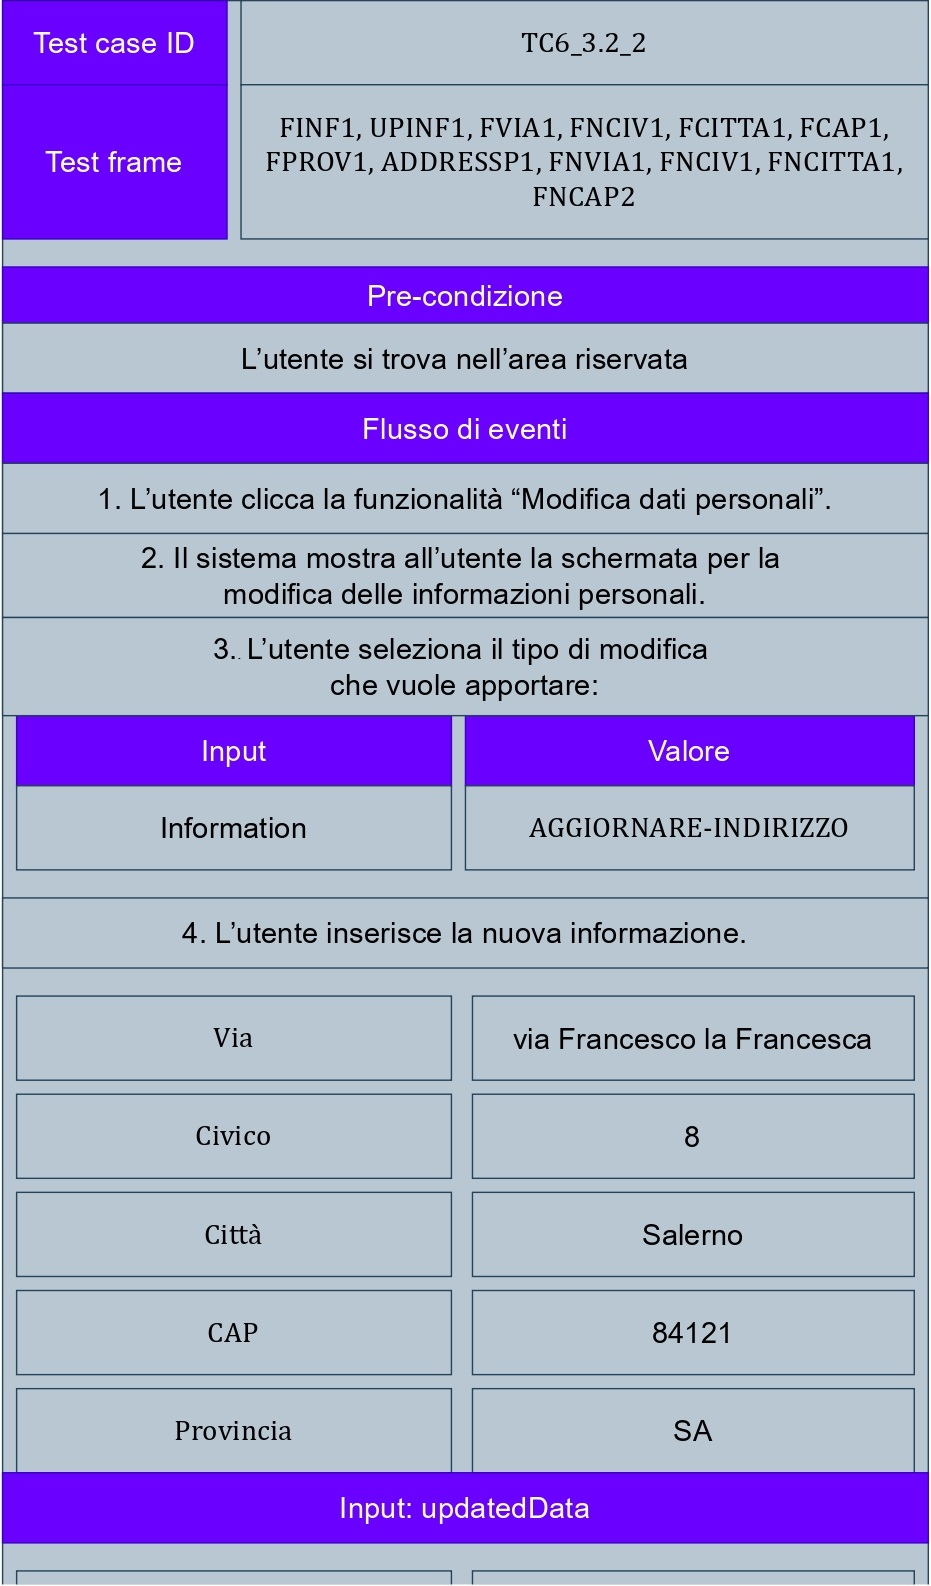 Test case ID
TC6_3.2_2
Test frame
FINF1, UPINF1, FVIA1, FNCIV1, FCITTA1, FCAP1,
FPROV1, ADDRESSP1, FNVIA1, FNCIV1, FNCITTA1,
FNCAP2
Pre-condizione
L’utente si trova nell’area riservata
Flusso di eventi
1. L’utente clicca la funzionalità “Modifica dati personali”.
2. Il sistema mostra all’utente la schermata per la
modifica delle informazioni personali.
3.. L’utente seleziona il tipo di modifica
che vuole apportare:
Input
Valore
Information
AGGIORNARE-INDIRIZZO
4. L’utente inserisce la nuova informazione.
Via
via Francesco la Francesca
Civico
8
Città
Salerno
CAP
84121
Provincia
SA
Input: updatedData